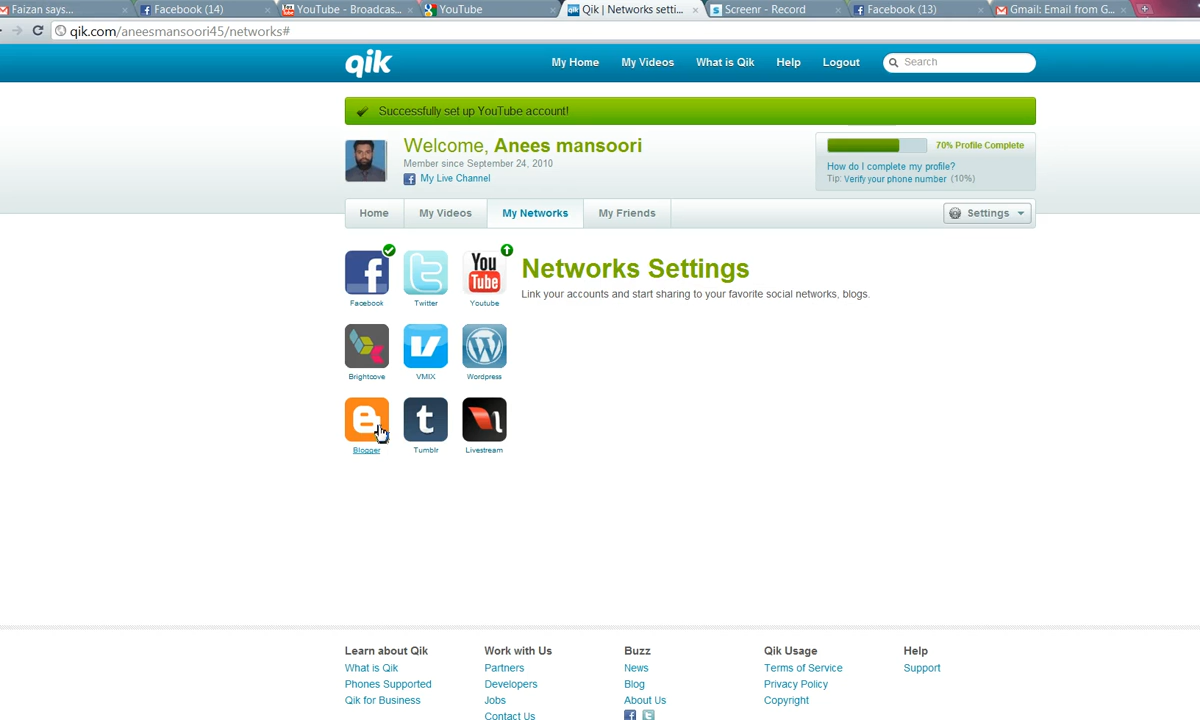 Faizan says...
Facebook (14)
YouTube - Broadcas...
YouTube
Qik | Networks setti...
Screenr - Record
Facebook (13)
Gmail: Email from G...
qik.com/aneesmansoori45/networks#
qik
My Home
My Videos
What is Qik
Help
Logout
Search
Successfully set up YouTube account!
Welcome, Anees mansoori
Member since September 24, 2010
My Live Channel
70% Profile Complete
How do I complete my profile?
Tip: Verify your phone number (10%)
Home
My Videos
My Networks
My Friends
Settings
Networks Settings
Link your accounts and start sharing to your favorite social networks, blogs.
You
Tube
Facebook
Twitter
Youtube
Brightcove
VMIX
Wordpress
Blogger
Tumblr
Livestream
Learn about Qik
What is Qik
Phones Supported
Qik for Business
Work with Us
Partners
Developers
Jobs
Contact Us
Buzz
News
Blog
About Us
Qik Usage
Terms of Service
Privacy Policy
Copyright
Help
Support